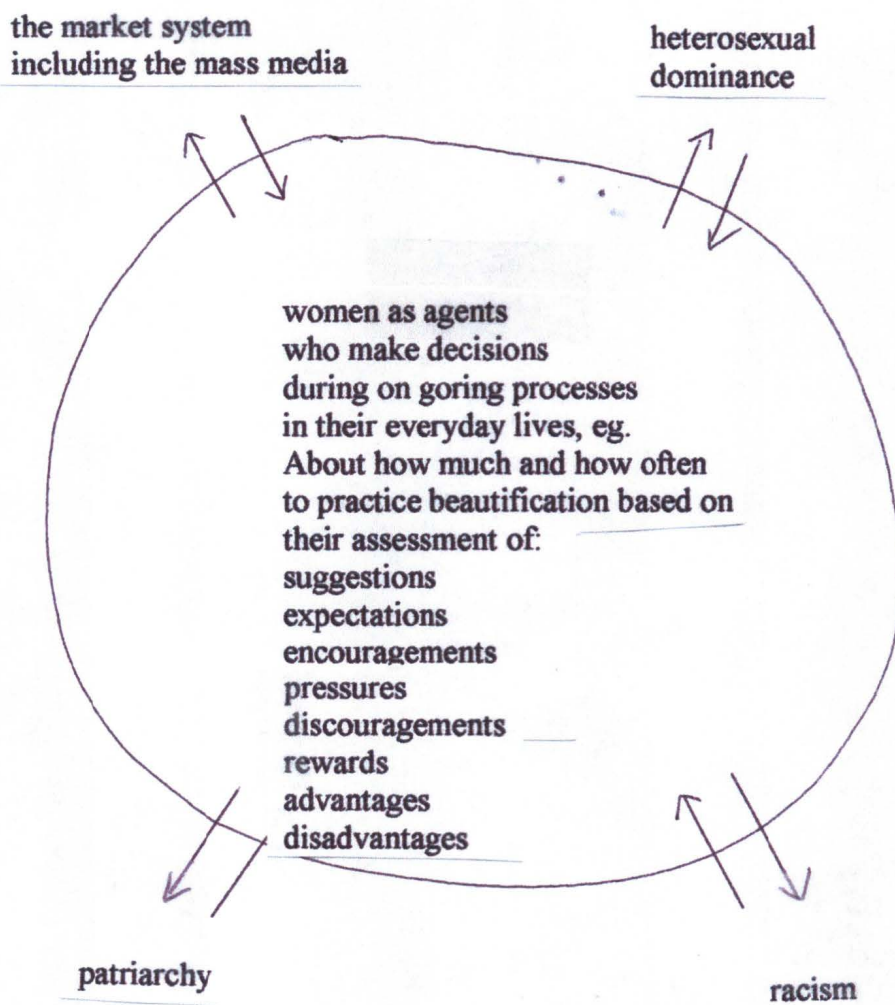 the market system
including the mass media
heterosexual
dominance
women as agents
who make decisions
during on goring processes
in their everyday lives, eg.
About how much and how often
to practice beautification based on
their assessment of:
suggestions
expectations
encouragements
pressures
discouragements
rewards
advantages
disadvantages
patriarchy
racism